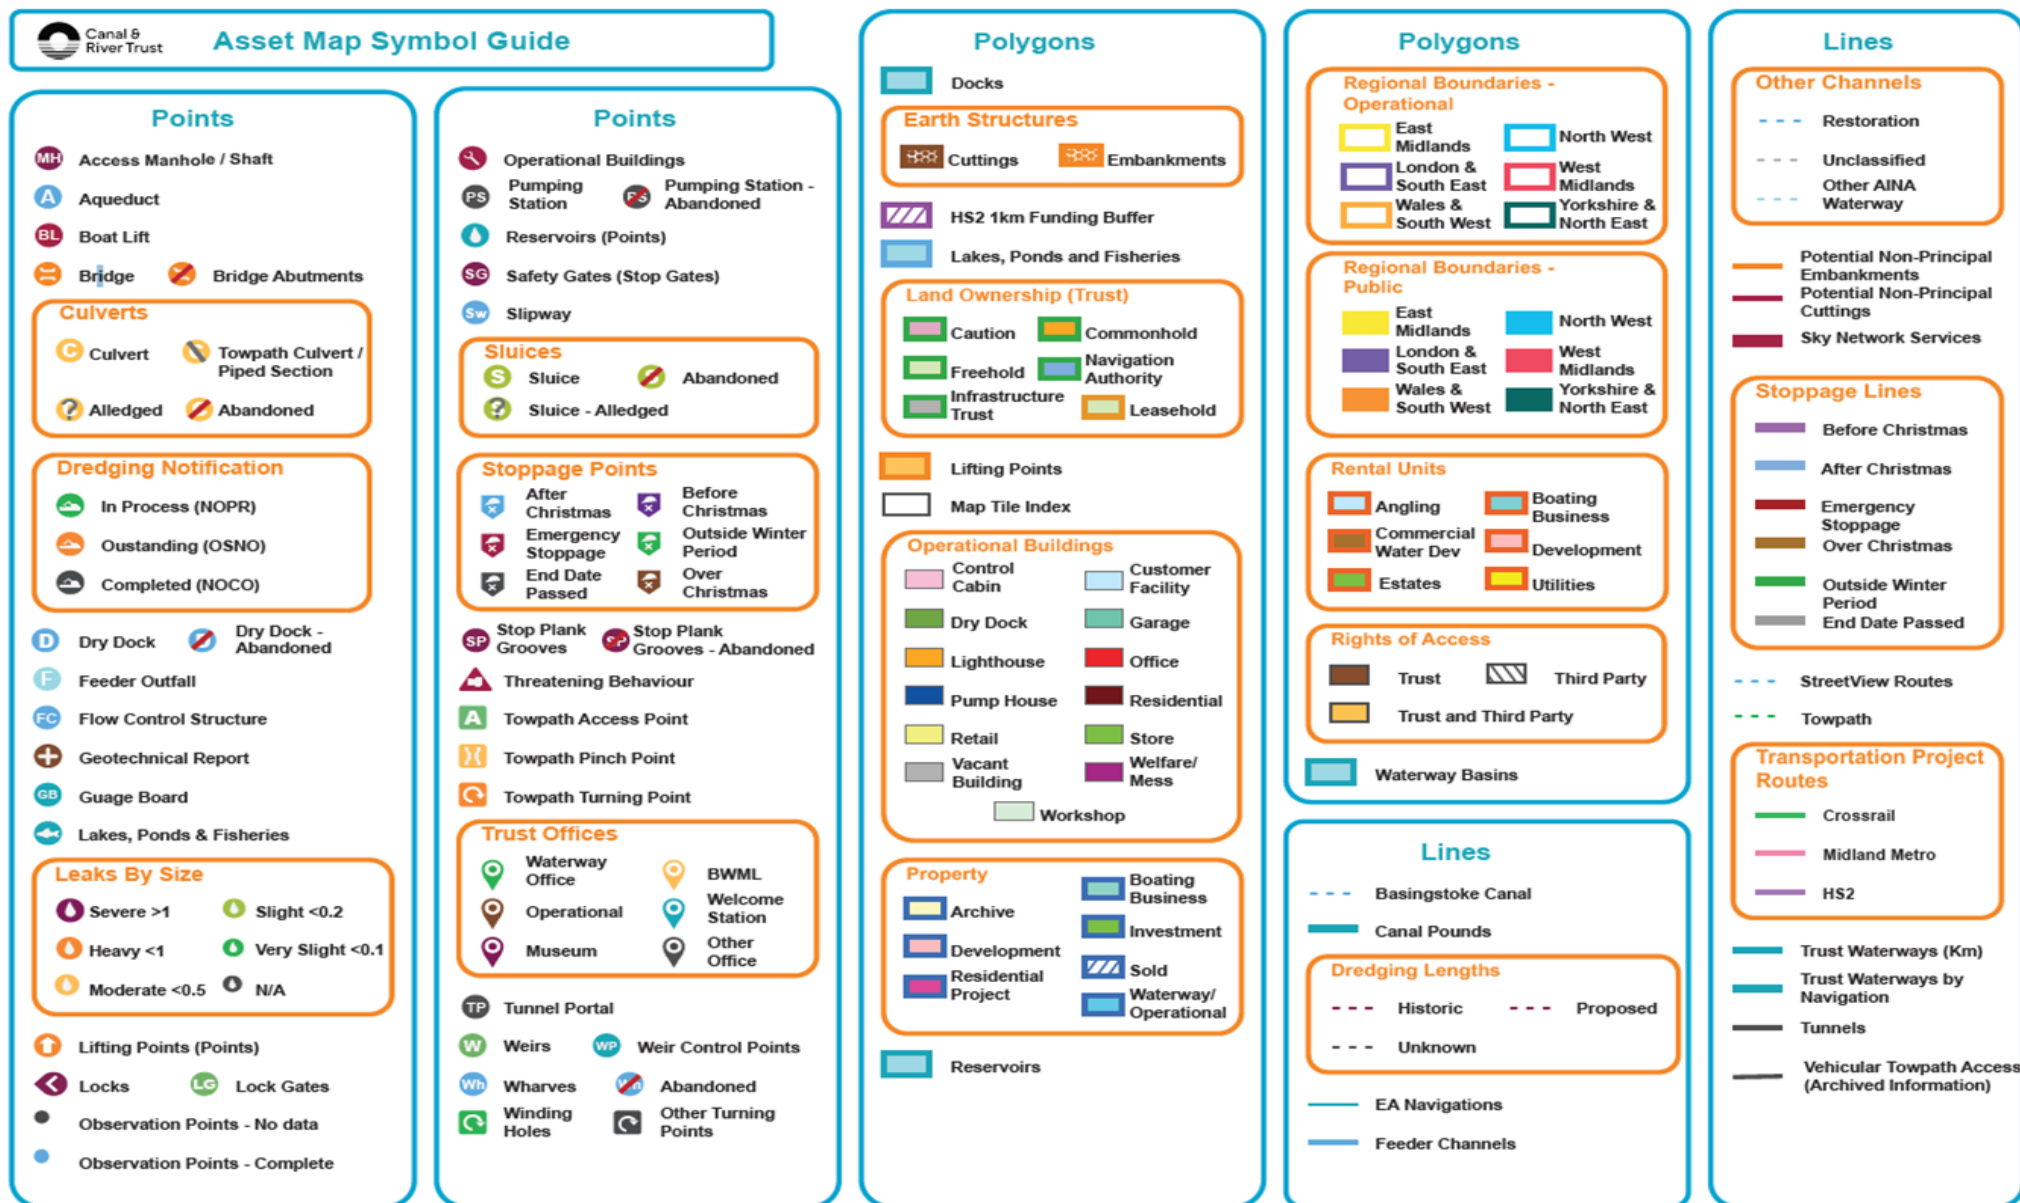 Canal &
River Trust
Asset Map Symbol Guide
Points
MH Access Manhole / Shaft
A Aqueduct
BL Boat Lift
Bridge
Bridge Abutments
Culverts
C Culvert
Towpath Culvert /
Piped Section
? Alledged
Abandoned
Dredging Notification
In Process (NOPR)
Oustanding (OSNO)
Completed (NOCO)
D Dry Dock
D Dry Dock -
Abandoned
F Feeder Outfall
FC Flow Control Structure
Geotechnical Report
GB Guage Board
Lakes, Ponds & Fisheries
Leaks By Size
Severe >1
Slight <0.2
Heavy <1
Very Slight <0.1
Moderate <0.5
N/A
Lifting Points (Points)
Locks
LG Lock Gates
Observation Points - No data
Observation Points - Complete
Points
Operational Buildings
PS Pumping
Station
PS Pumping Station -
Abandoned
Reservoirs (Points)
SG Safety Gates (Stop Gates)
Sw Slipway
Sluices
S Sluice
Abandoned
? Sluice - Alledged
Stoppage Points
After
Christmas
Before
Christmas
Emergency
Stoppage
Outside Winter
Period
End Date
Passed
Over
Christmas
SP Stop Plank
Grooves
SP Stop Plank
Grooves - Abandoned
Threatening Behaviour
A Towpath Access Point
Towpath Pinch Point
Towpath Turning Point
Trust Offices
Waterway
Office
BWML
Operational
Welcome
Station
Museum
Other
Office
TP Tunnel Portal
W Weirs
WP Weir Control Points
Wh Wharves
Wh Abandoned
Winding
Holes
Other Turning
Points
Polygons
Docks
Earth Structures
Cuttings
Embankments
HS2 1km Funding Buffer
Lakes, Ponds and Fisheries
Land Ownership (Trust)
Caution
Commonhold
Freehold
Navigation
Authority
Infrastructure
Trust
Leasehold
Lifting Points
Map Tile Index
Operational Buildings
Control
Cabin
Customer
Facility
Dry Dock
Garage
Lighthouse
Office
Pump House
Residential
Retail
Store
Vacant
Building
Welfare/
Mess
Workshop
Property
Archive
Boating
Business
Development
Investment
Residential
Project
Sold
Waterway/
Operational
Reservoirs
Polygons
Regional Boundaries -
Operational
East
Midlands
North West
London &
South East
West
Midlands
Wales &
South West
Yorkshire &
North East
Regional Boundaries -
Public
East
Midlands
North West
London &
South East
West
Midlands
Wales &
South West
Yorkshire &
North East
Rental Units
Angling
Boating
Business
Commercial
Water Dev
Development
Estates
Utilities
Rights of Access
Trust
Third Party
Trust and Third Party
Waterway Basins
Lines
Basingstoke Canal
Canal Pounds
Dredging Lengths
Historic
Proposed
Unknown
EA Navigations
Feeder Channels
Lines
Other Channels
Restoration
Unclassified
Other AINA
Waterway
Potential Non-Principal
Embankments
Potential Non-Principal
Cuttings
Sky Network Services
Stoppage Lines
Before Christmas
After Christmas
Emergency
Stoppage
Over Christmas
Outside Winter
Period
End Date Passed
StreetView Routes
Towpath
Transportation Project
Routes
Crossrail
Midland Metro
HS2
Trust Waterways (Km)
Trust Waterways by
Navigation
Tunnels
Vehicular Towpath Access
(Archived Information)